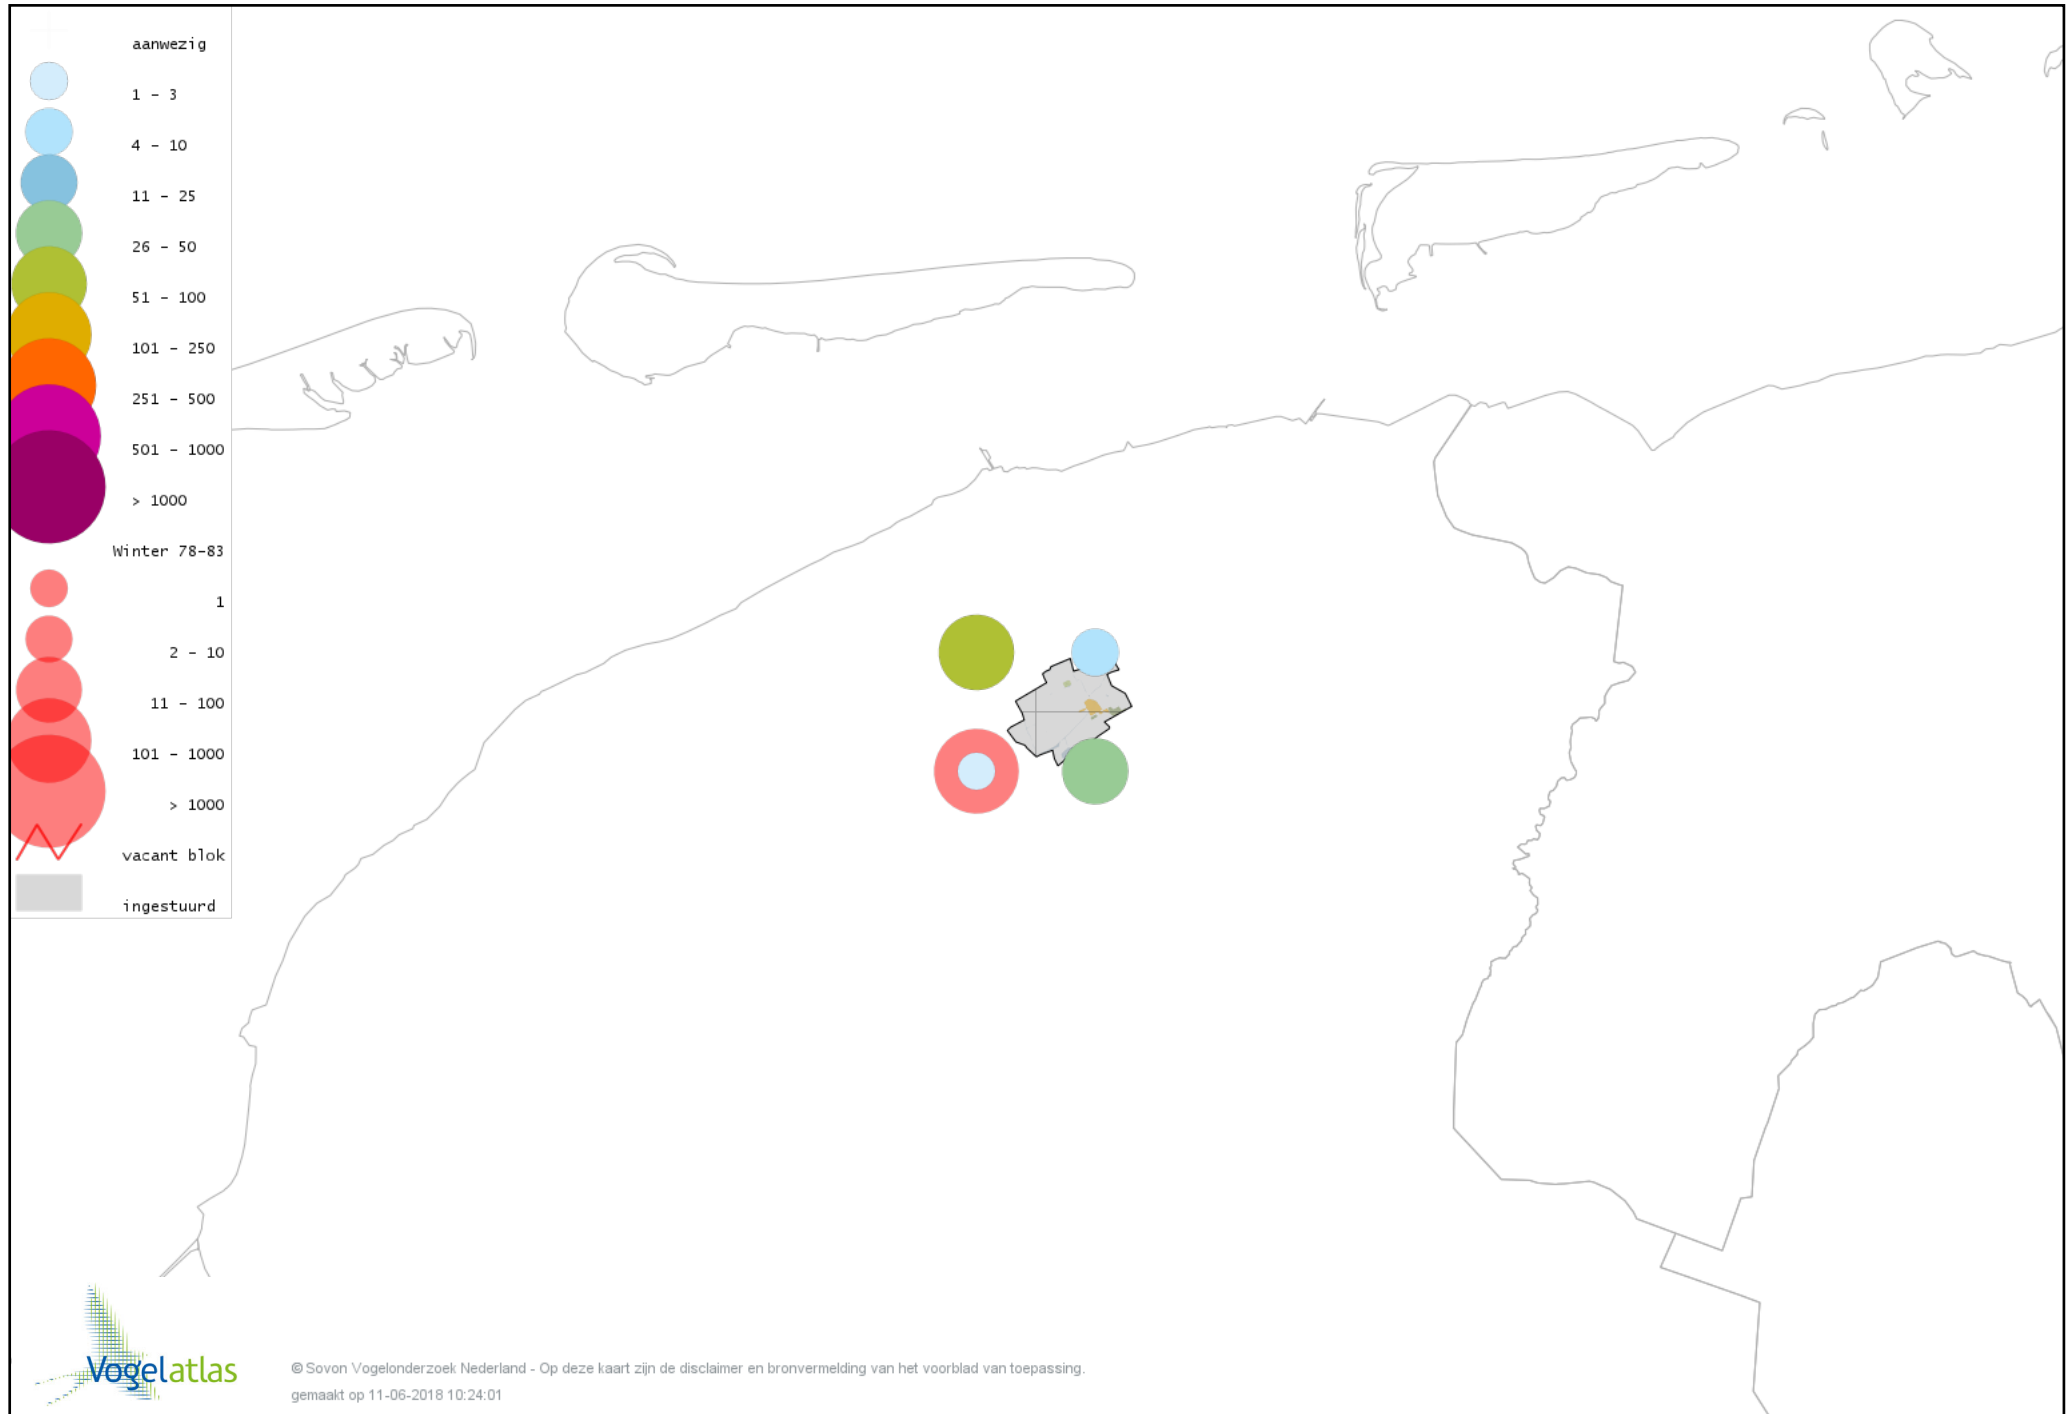 aanwezig
1 - 3
4 - 10
11 - 25
26 - 50
51 - 100
101 - 250
251 - 500
501 - 1000
> 1000
Winter 78-83
1
2 - 10
11 - 100
101 - 1000
> 1000
vacant blok
ingestuurd
Vogelatlas
© Sovon Vogelonderzoek Nederland - Op deze kaart zijn de disclaimer en bronvermelding van het voorblad van toepassing.
gemaakt op 11-06-2018 10:24:01